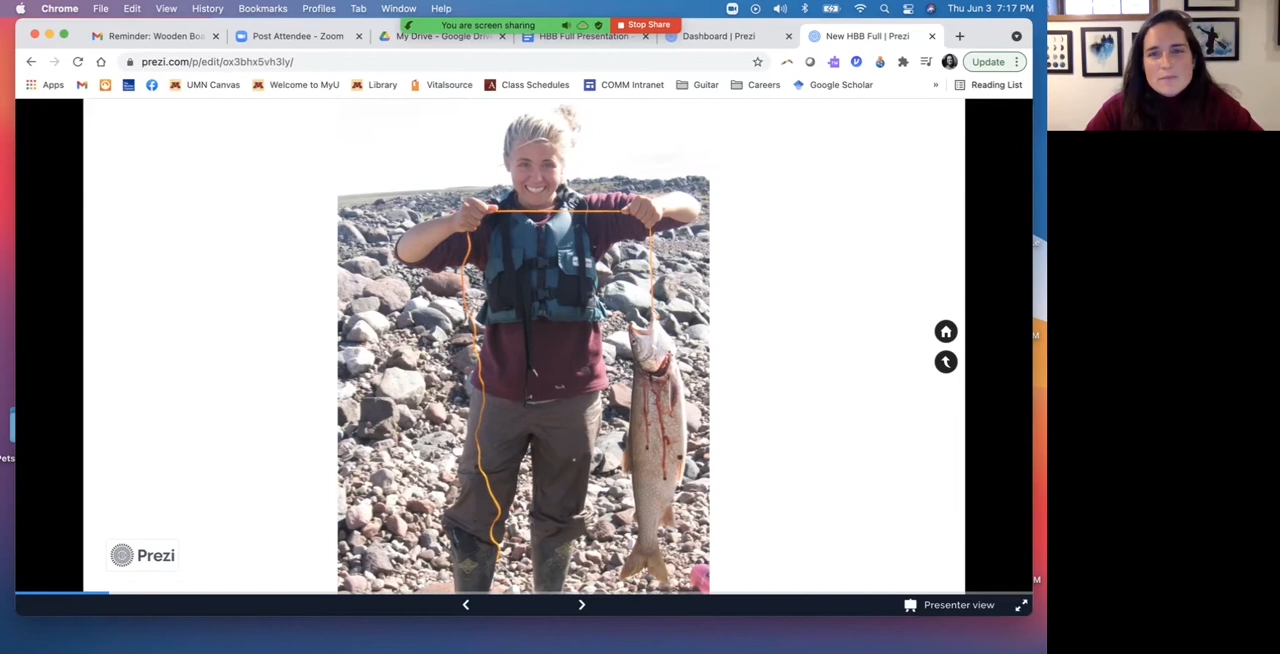 Chrome File Edit View History Bookmarks Profiles Tab Window Help Thu Jun 3 7:17 PM
You are screen sharing Stop Share
Reminder: Wooden Boa Post Attendee - Zoom My Drive - Google Drive HBB Full Presentation - Dashboard | Prezi New HBB Full | Prezi
prezi.com/p/edit/ox3bhx5vh3ly/ Update
Apps UMN Canvas Welcome to MyU Library Vitalsource Class Schedules COMM Intranet Guitar Careers Google Scholar » Reading List
Pets
Prezi
Presenter view